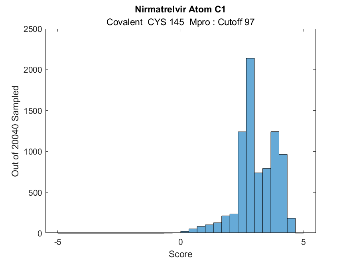 Nirmatrelvir Atom C1
Covalent CYS 145 Mpro : Cutoff 97
2500
2000
1500
1000
500
0
Out of 20040 Sampled
-5
0
5
Score